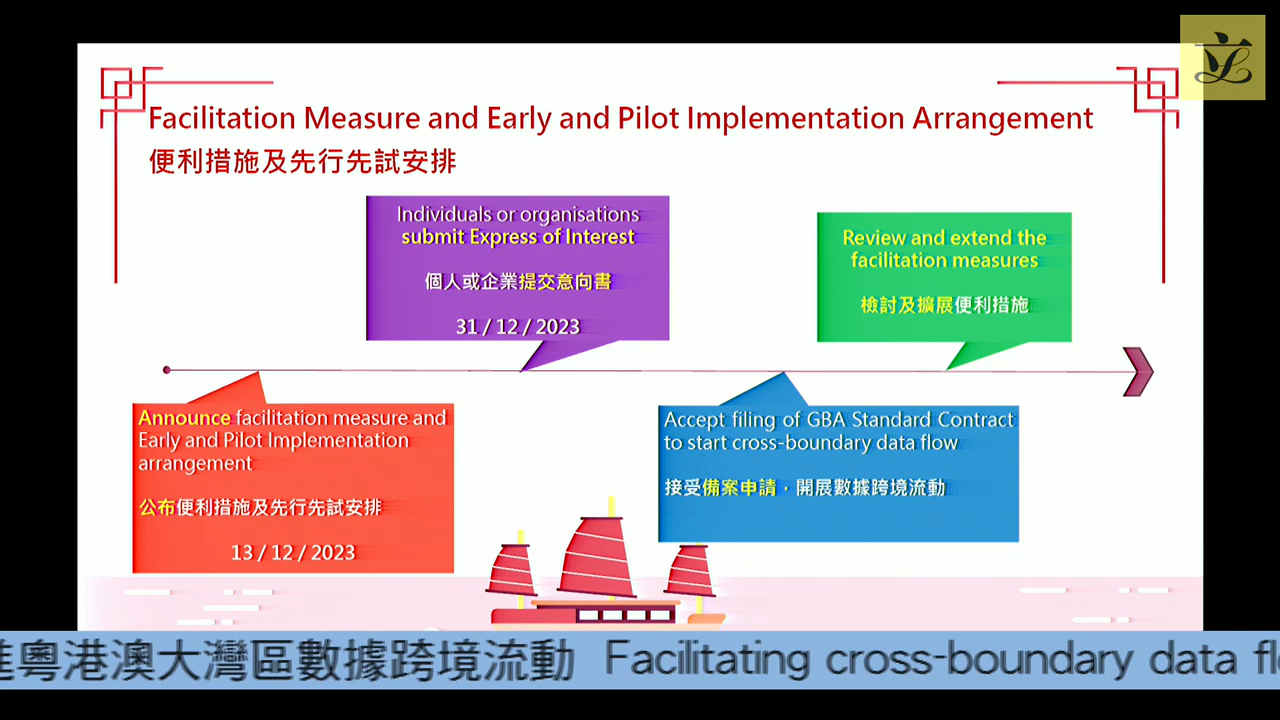 Facilitation Measure and Early and Pilot Implementation Arrangement
便利措施及先行先試安排
Individuals or organisations
submit Express of Interest
個人或企業提交意向書
31 / 12 / 2023
Review and extend the
facilitation measures
檢討及擴展便利措施
Announce facilitation measure and
Early and Pilot Implementation
arrangement
公布便利措施及先行先試安排
13 / 12 / 2023
Accept filing of GBA Standard Contract
to start cross-boundary data flow
接受備案申請，開展數據跨境流動
進粵港澳大灣區數據跨境流動 Facilitating cross-boundary data